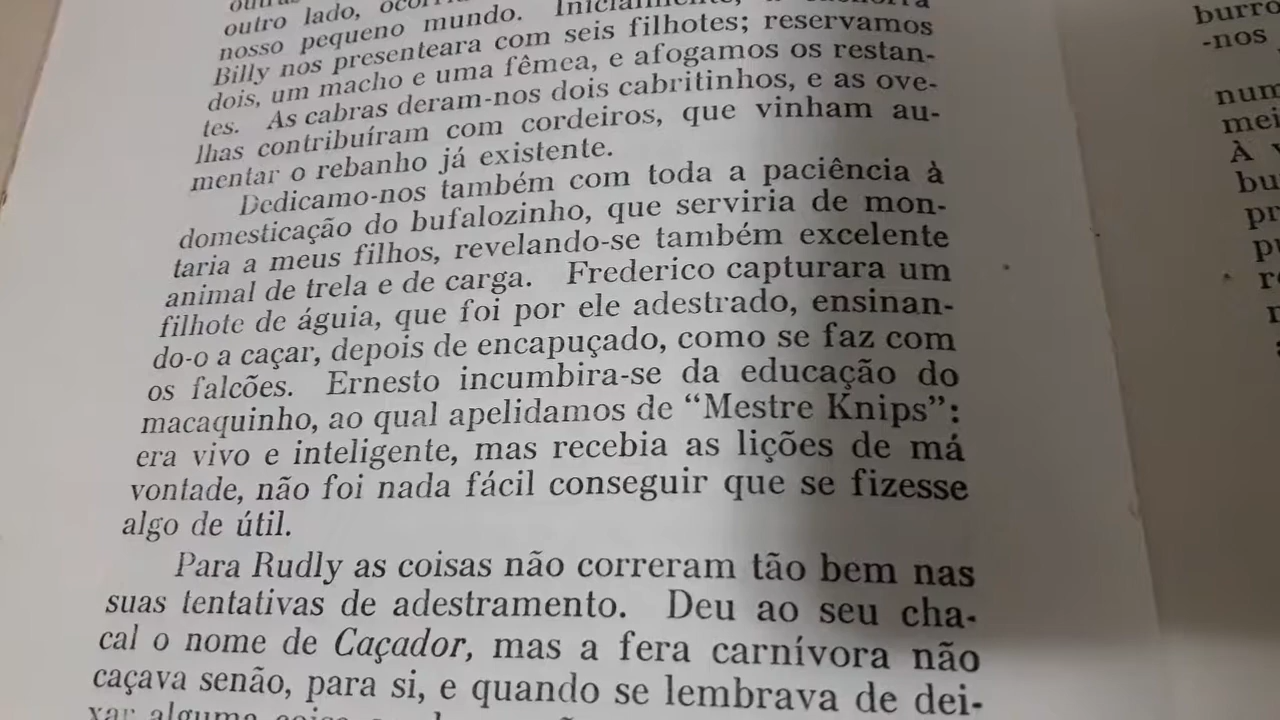 outro lado,
nosso pequeno mundo. Inicialmente, a cachorra
Billy nos presenteara com seis filhotes; reservamos
dois, um macho e uma fêmea, e afogamos os restan-
tes. As cabras deram-nos dois cabritinhos, e as ove-
lhas contribuíram com cordeiros, que vinham au-
mentar o rebanho já existente.
Dedicamo-nos também com toda a paciência à
domesticação do bufalozinho, que serviria de mon-
taria a meus filhos, revelando-se também excelente
animal de trela e de carga. Frederico capturara um
filhote de águia, que foi por ele adestrado, ensinan-
do-o a caçar, depois de encapuçado, como se faz com
os falcões. Ernesto incumbira-se da educação do
macaquinho, ao qual apelidamos de “Mestre Knips”:
era vivo e inteligente, mas recebia as lições de má
vontade, não foi nada fácil conseguir que se fizesse
algo de útil.
Para Rudly as coisas não correram tão bem nas
suas tentativas de adestramento. Deu ao seu cha-
cal o nome de Caçador, mas a fera carnívora não
caçava senão, para si, e quando se lembrava de dei-
xar alguma coisa
burro
-nos
num
À